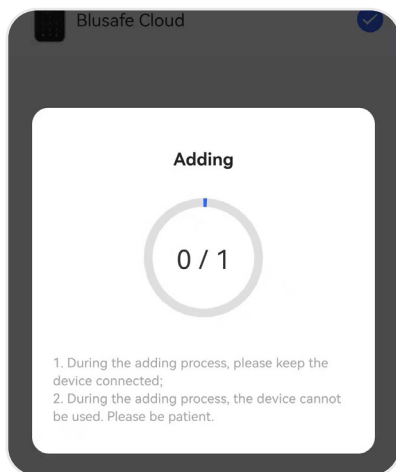 Blusafe Cloud
Adding
0 / 1
1. During the adding process, please keep the
device connected;
2. During the adding process, the device cannot
be used. Please be patient.